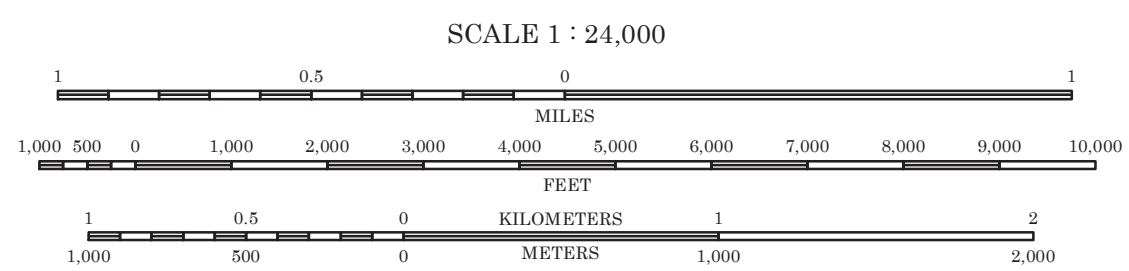 SCALE 1 : 24,000
1 0.5 0 1
MILES
1,000 500 0 1,000 2,000 3,000 4,000 5,000 6,000 7,000 8,000 9,000 10,000
FEET
1 0.5 0 KILOMETERS 1 2
1,000 500 0 METERS 1,000 2,000